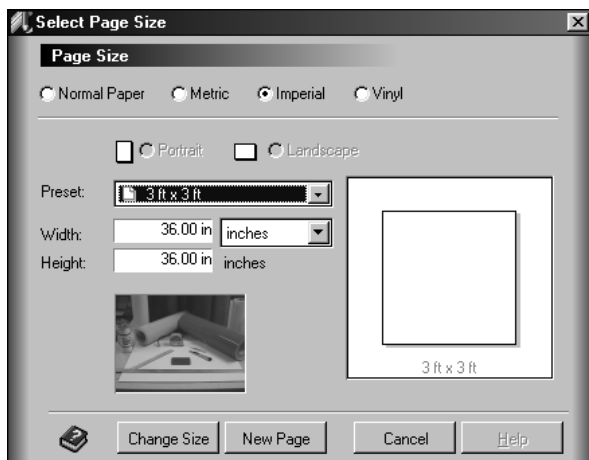 Select Page Size
Page Size
Normal Paper Metric Imperial Vinyl
Portrait Landscape
Preset: 3 ft x 3 ft
Width: 36.00 in inches
Height: 36.00 in inches
3 ft x 3 ft
Change Size New Page Cancel Help